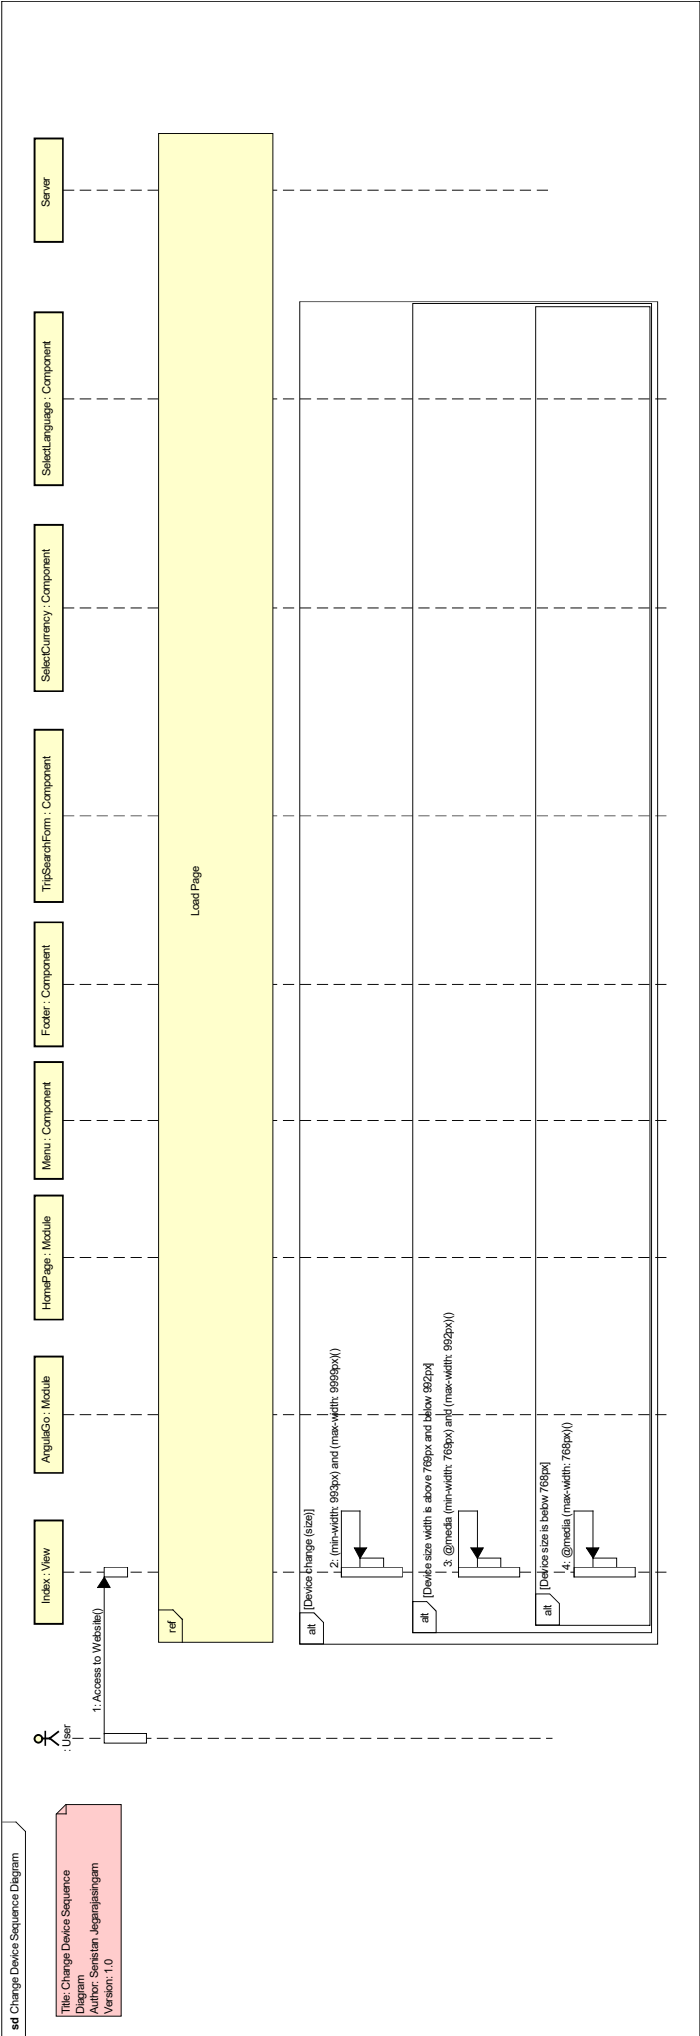 sd Change Device Sequence Diagram
Title: Change Device Sequence
Diagram
Author: Senistan Jegarajasingam
Version: 1.0
: User
Index : View
AngulaGo : Module
HomePage : Module
Menu : Component
Footer : Component
TripSearchForm : Component
SelectCurrency : Component
SelectLanguage : Component
Server
1: Access to Website()
ref
Load Page
alt
[Device change (size)]
2: (min-width: 993px) and (max-width: 9999px)()
alt
[Device size width is above 769px and below 992px]
3: @media (min-width: 769px) and (max-width: 992px)()
alt
[Device size is below 768px]
4: @media (max-width: 768px)()